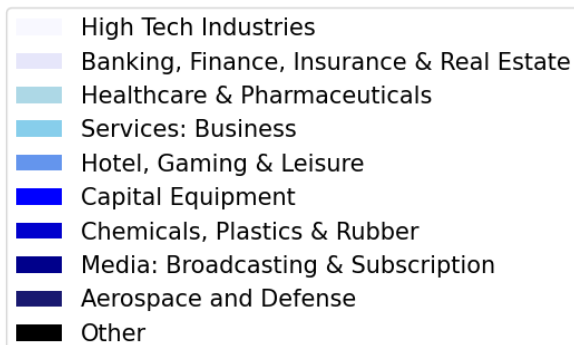 High Tech Industries
Banking, Finance, Insurance & Real Estate
Healthcare & Pharmaceuticals
Services: Business
Hotel, Gaming & Leisure
Capital Equipment
Chemicals, Plastics & Rubber
Media: Broadcasting & Subscription
Aerospace and Defense
Other